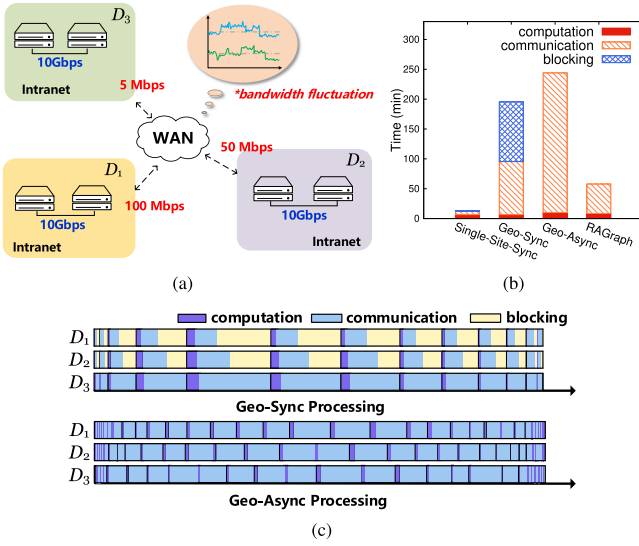 D3
10Gbps
Intranet
5 Mbps
*bandwidth fluctuation
WAN
50 Mbps
D1
10Gbps
Intranet
100 Mbps
D2
10Gbps
Intranet
(a)
computation
communication
blocking
Time (min)
300
250
200
150
100
50
0
Single-Site-Sync
Geo-Sync
Geo-Async
RAGraph
(b)
computation communication blocking
D1
D2
D3
Geo-Sync Processing
D1
D2
D3
Geo-Async Processing
(c)